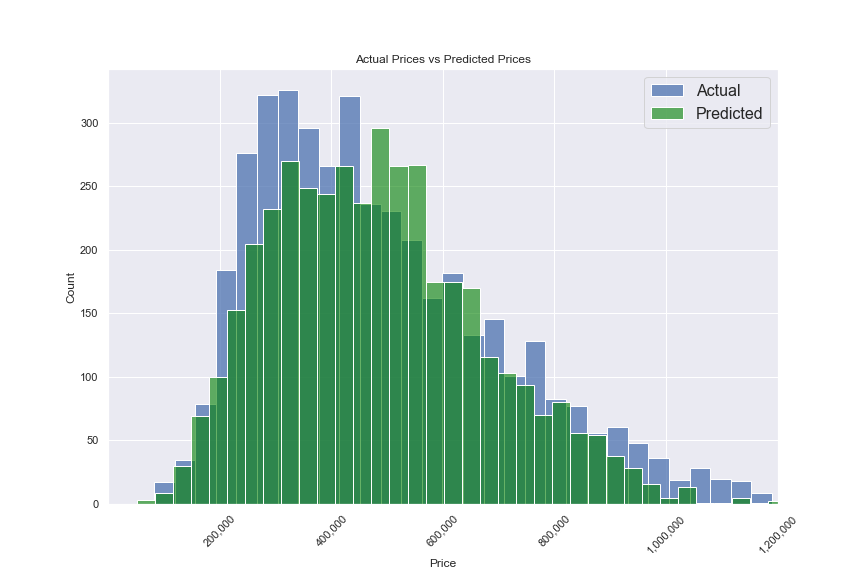 Actual Prices vs Predicted Prices
Actual
Predicted
300
250
200
150
100
50
0
Count
200,000
400,000
600,000
800,000
1,000,000
1,200,000
Price